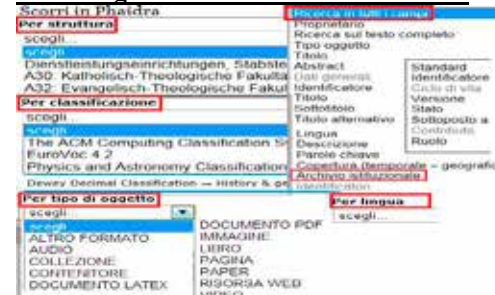 Scorri in Phaidra
Per struttura
scegli...
scegli
Dienstleistungseinrichtungen, Stabste
A30: Katholisch-Theologische Fakulta
A32: Evangelisch-Theologische Fakul
Per classificazione
scegli...
scegli
The ACM Computing Classification S
EuroVoc 4.2
Physics and Astronomy Classification
Dewey Decimal Classification — History & ge
Per tipo di oggetto
scegli...
scegli
ALTRO FORMATO
AUDIO
COLLEZIONE
CONTENITORE
DOCUMENTO LATEX
DOCUMENTO PDF
IMMAGINE
LIBRO
PAGINA
PAPER
RISORSA WEB
VIDEO
Ricerca in tutti i campi
Proprietario
Ricerca sul testo completo
Tipo oggetto
Titolo
Abstract
Dati generali
Identificatore
Titolo
Sottotitolo
Titolo alternativo
Lingua
Descrizione
Parole chiave
Copertura (temporale – geografic
Archivio istituzionale
Identificatori
Standard
Identificatore
Ciclo di vita
Versione
Stato
Sottoposto a
Contributo
Ruolo
Per lingua
scegli...